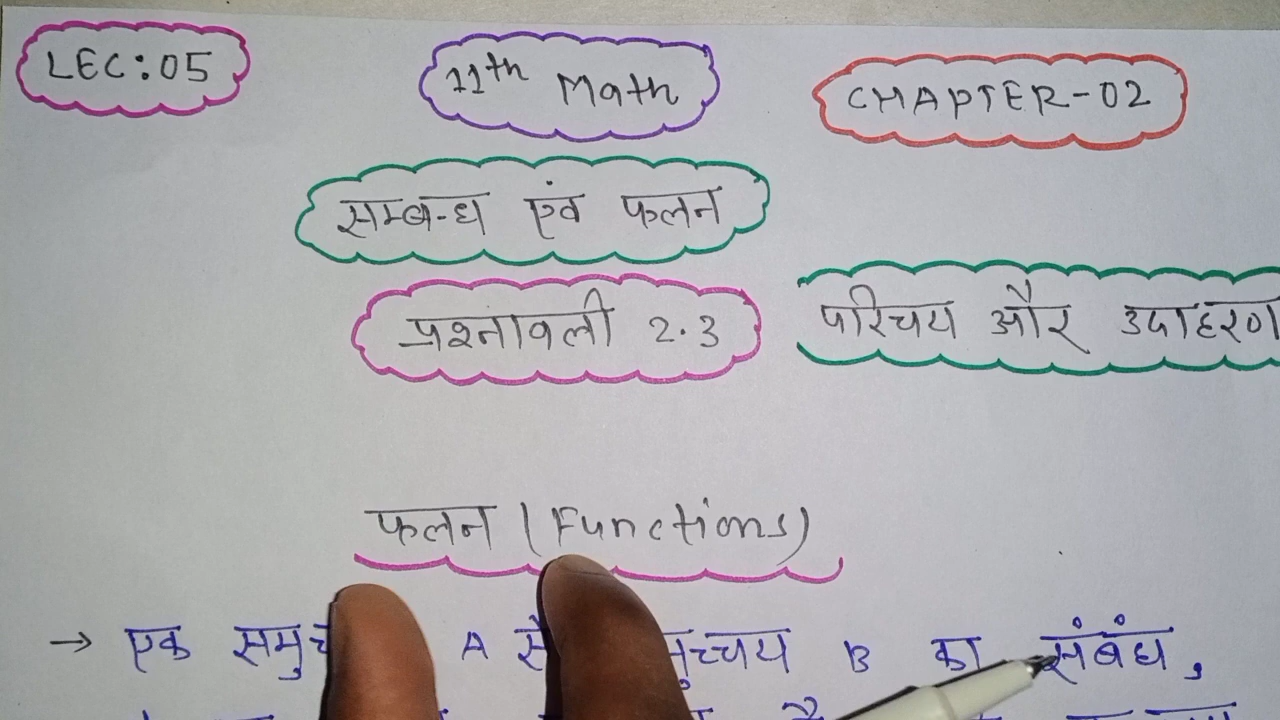 LEC:05
11th Math
CHAPTER-02
सम्बन्ध एवं फलन
प्रश्नावली 2.3
परिचय और उदाहरण
फलन (Functions)
→ एक A B का संबंध,